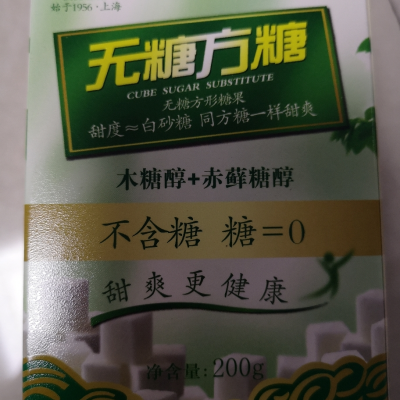 始于1956·上海
无糖方糖
CUBE SUGAR SUBSTITUTE
无糖方形糖果
甜度≈白砂糖 同方糖一样甜爽
木糖醇+赤藓糖醇
不含糖 糖=0
甜爽更健康
净含量:200g